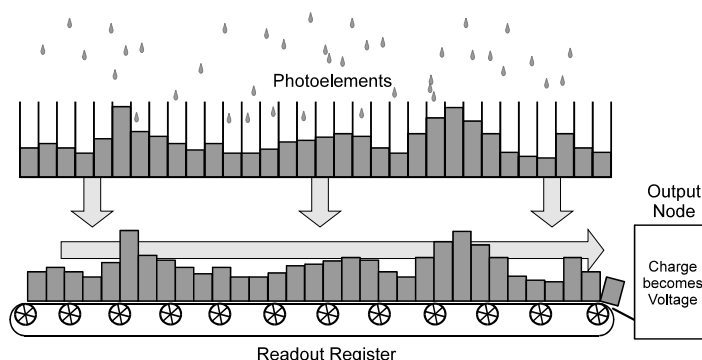 Photoelements
Output
Node
Charge
becomes
Voltage
Readout Register